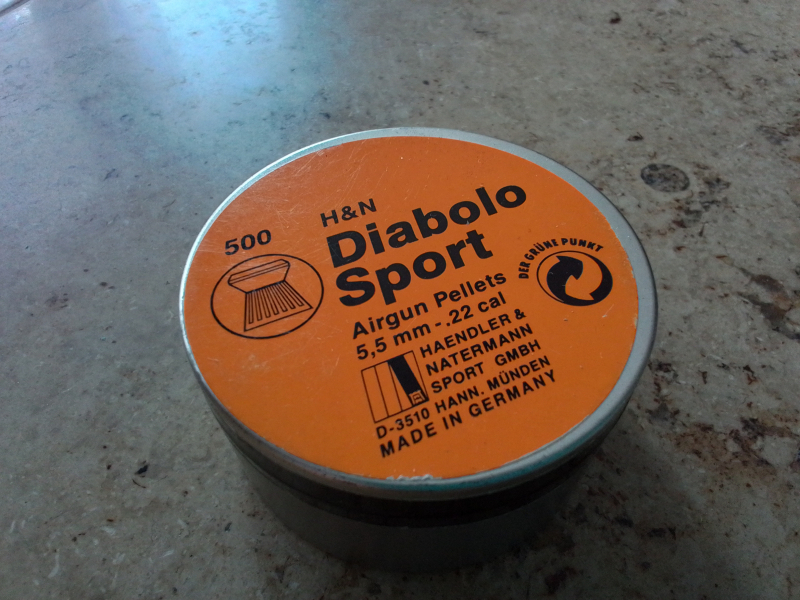 500
H&N
Diabolo
Sport
Airgun Pellets
5,5 mm - .22 cal
HAENDLER &
NATERMANN
SPORT GMBH
D-3510 HANN. MÜNDEN
MADE IN GERMANY
DER GRÜNE PUNKT